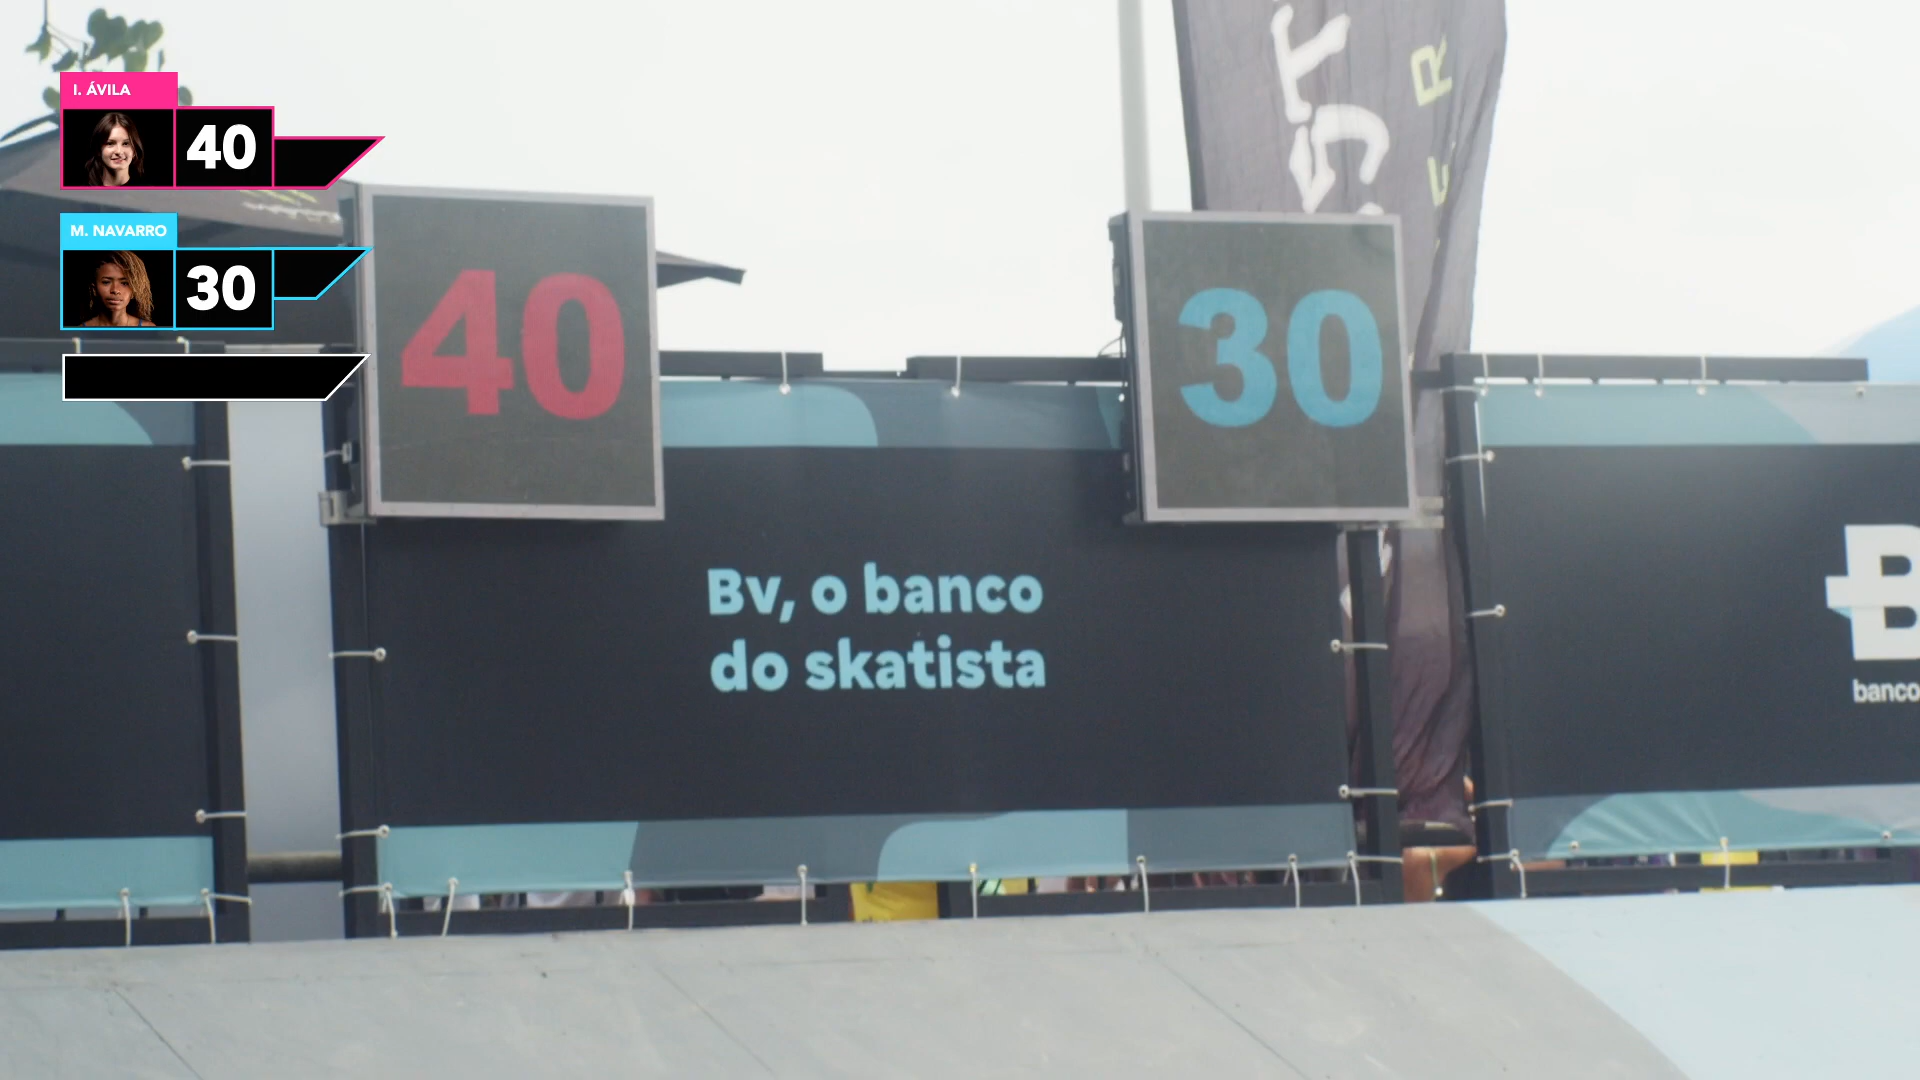 I. ÁVILA
40
M. NAVARRO
30
40
30
Bv, o banco
do skatista
banco